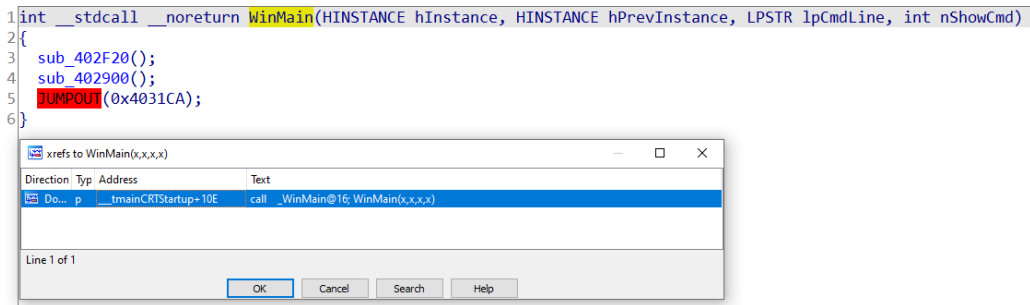 1 int __stdcall __noreturn WinMain(HINSTANCE hInstance, HINSTANCE hPrevInstance, LPSTR lpCmdLine, int nShowCmd)
2 {
3 sub_402F20();
4 sub_402900();
5 JUMPOUT(0x4031CA);
6 }
xrefs to WinMain(x,x,x,x)
Direction Typ Address Text
Do... p ___tmainCRTStartup+10E call _WinMain@16; WinMain(x,x,x,x)
Line 1 of 1
OK Cancel Search Help